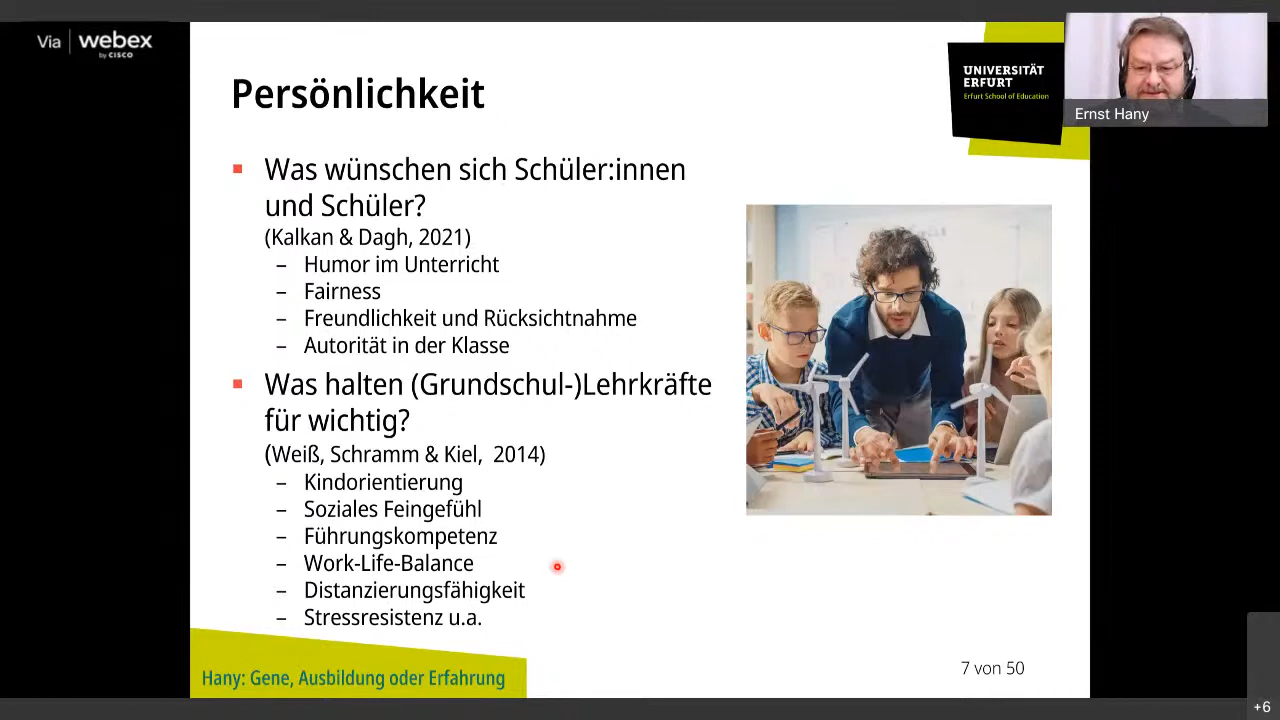 Via webex
by CISCO
Persönlichkeit
UNIVERSITÄT
ERFURT
Erfurt School of Education
Ernst Hany
Was wünschen sich Schüler:innen
und Schüler?
(Kalkan & Dagh, 2021)
– Humor im Unterricht
– Fairness
– Freundlichkeit und Rücksichtnahme
– Autorität in der Klasse
Was halten (Grundschul-)Lehrkräfte
für wichtig?
(Weiß, Schramm & Kiel, 2014)
– Kindorientierung
– Soziales Feingefühl
– Führungskompetenz
– Work-Life-Balance
– Distanzierungsfähigkeit
– Stressresistenz u.a.
Hany: Gene, Ausbildung oder Erfahrung
7 von 50
+6